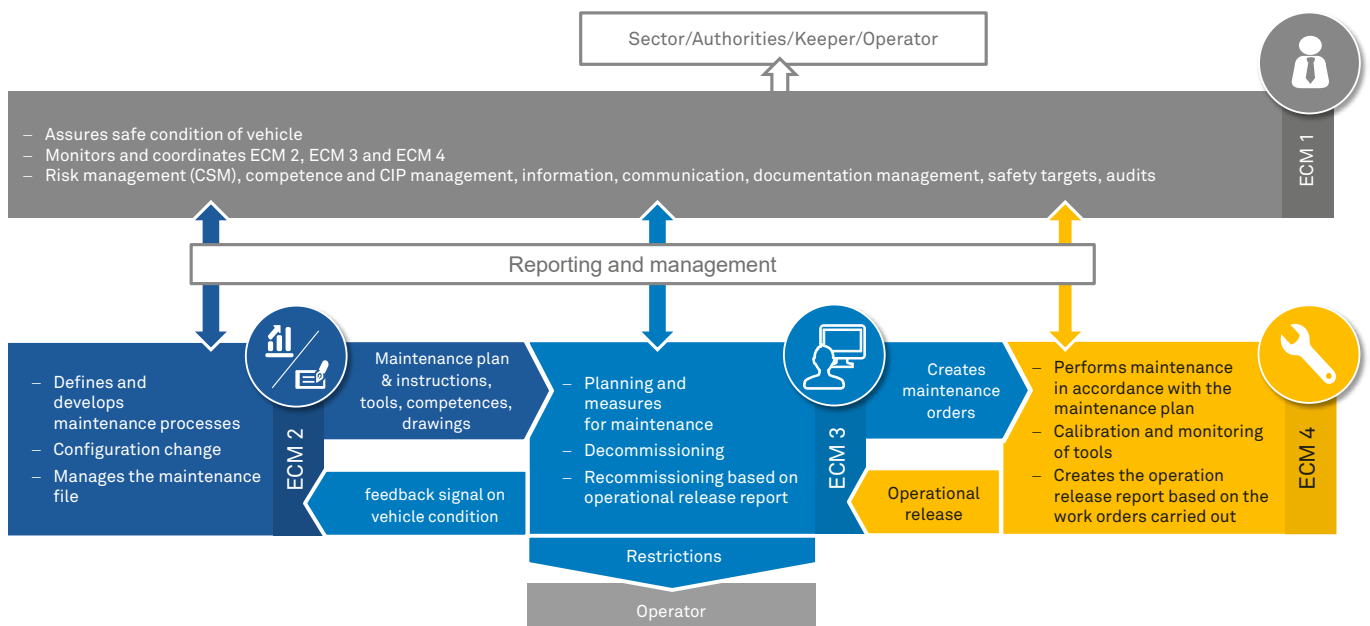 Sector/Authorities/Keeper/Operator
– Assures safe condition of vehicle
– Monitors and coordinates ECM 2, ECM 3 and ECM 4
– Risk management (CSM), competence and CIP management, information, communication, documentation management, safety targets, audits
ECM 1
Reporting and management
– Defines and
develops
maintenance processes
– Configuration change
– Manages the maintenance
file
ECM 2
Maintenance plan
& instructions,
tools, competences,
drawings
feedback signal on
vehicle condition
– Planning and
measures
for maintenance
– Decommissioning
– Recommissioning based on
operational release report
ECM 3
Creates
maintenance
orders
Operational
release
– Performs maintenance
in accordance with the
maintenance plan
– Calibration and monitoring
of tools
– Creates the operation
release report based on the
work orders carried out
ECM 4
Restrictions
Operator